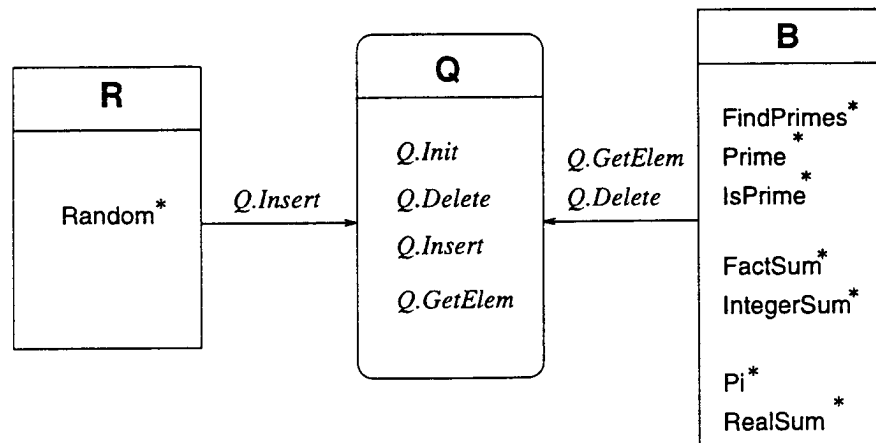 R
Random*
Q.Insert
Q
Q.Init
Q.Delete
Q.Insert
Q.GetElem
Q.GetElem
Q.Delete
B
FindPrimes*
Prime*
IsPrime*
FactSum*
IntegerSum*
Pi*
RealSum*